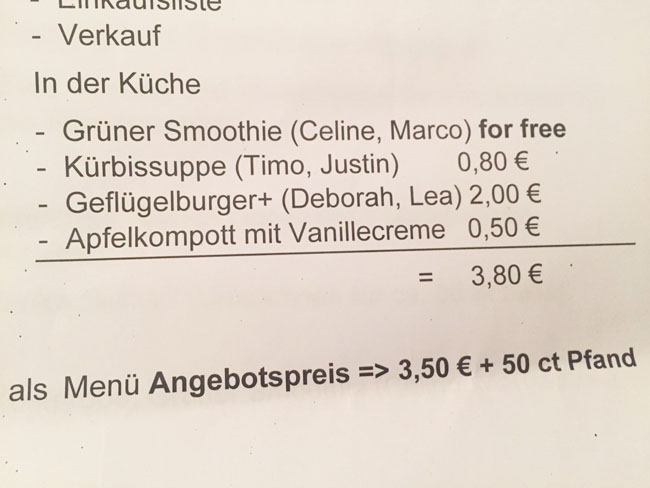 - Einkaufsliste
- Verkauf
In der Küche
- Grüner Smoothie (Celine, Marco) for free
- Kürbissuppe (Timo, Justin) 0,80 €
- Geflügelburger+ (Deborah, Lea) 2,00 €
- Apfelkompott mit Vanillecreme 0,50 €
= 3,80 €
als Menü Angebotspreis => 3,50 € + 50 ct Pfand